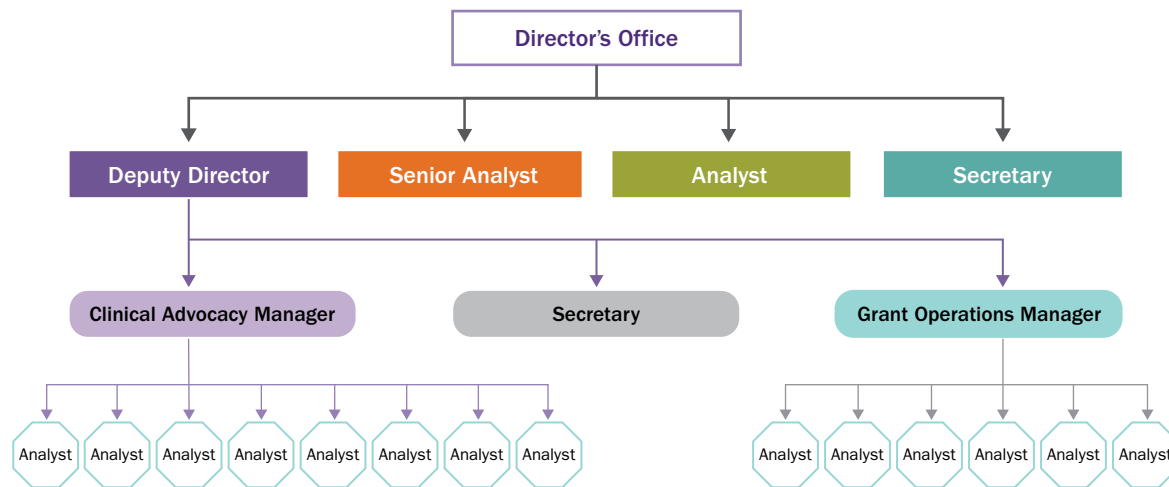 Director’s Office
Deputy Director
Senior Analyst
Analyst
Secretary
Clinical Advocacy Manager
Secretary
Grant Operations Manager
Analyst
Analyst
Analyst
Analyst
Analyst
Analyst
Analyst
Analyst
Analyst
Analyst
Analyst
Analyst
Analyst
Analyst